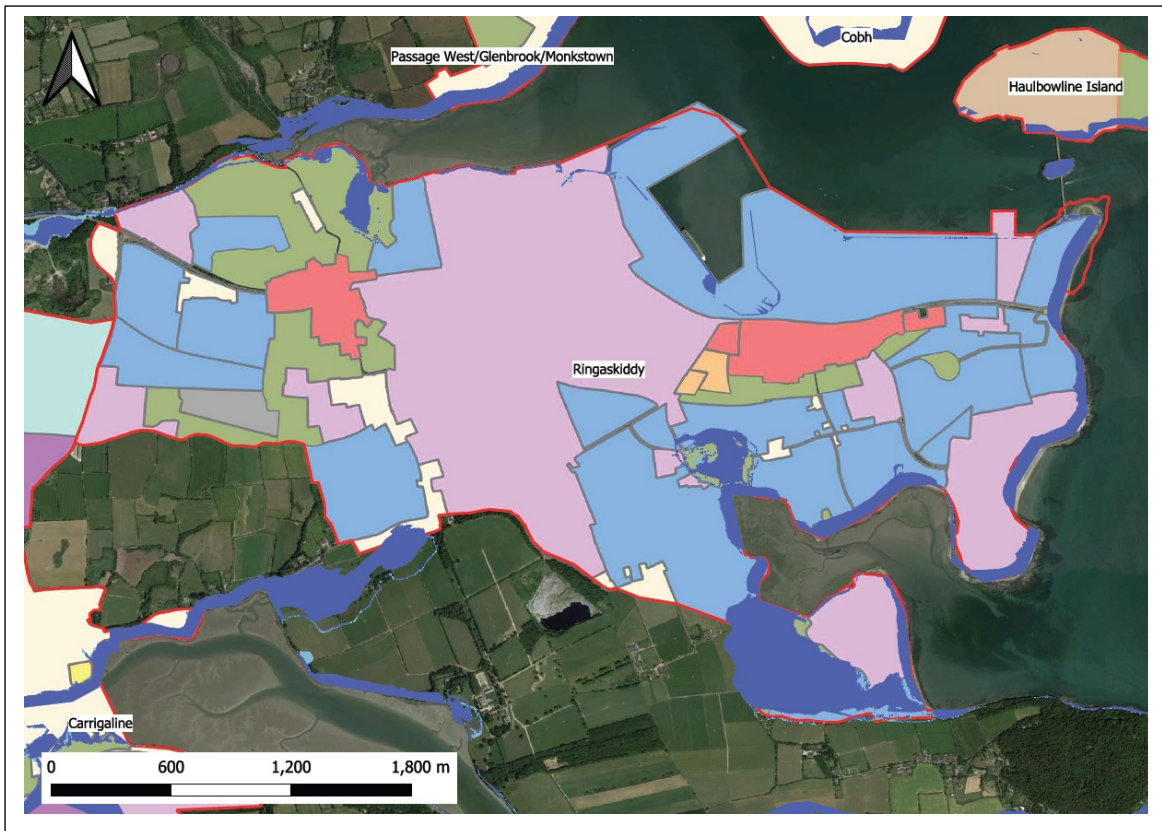 Passage West/Glenbrook/Monkstown
Cobh
Haulbowline Island
Ringaskiddy
Carrigaline
0 600 1,200 1,800 m